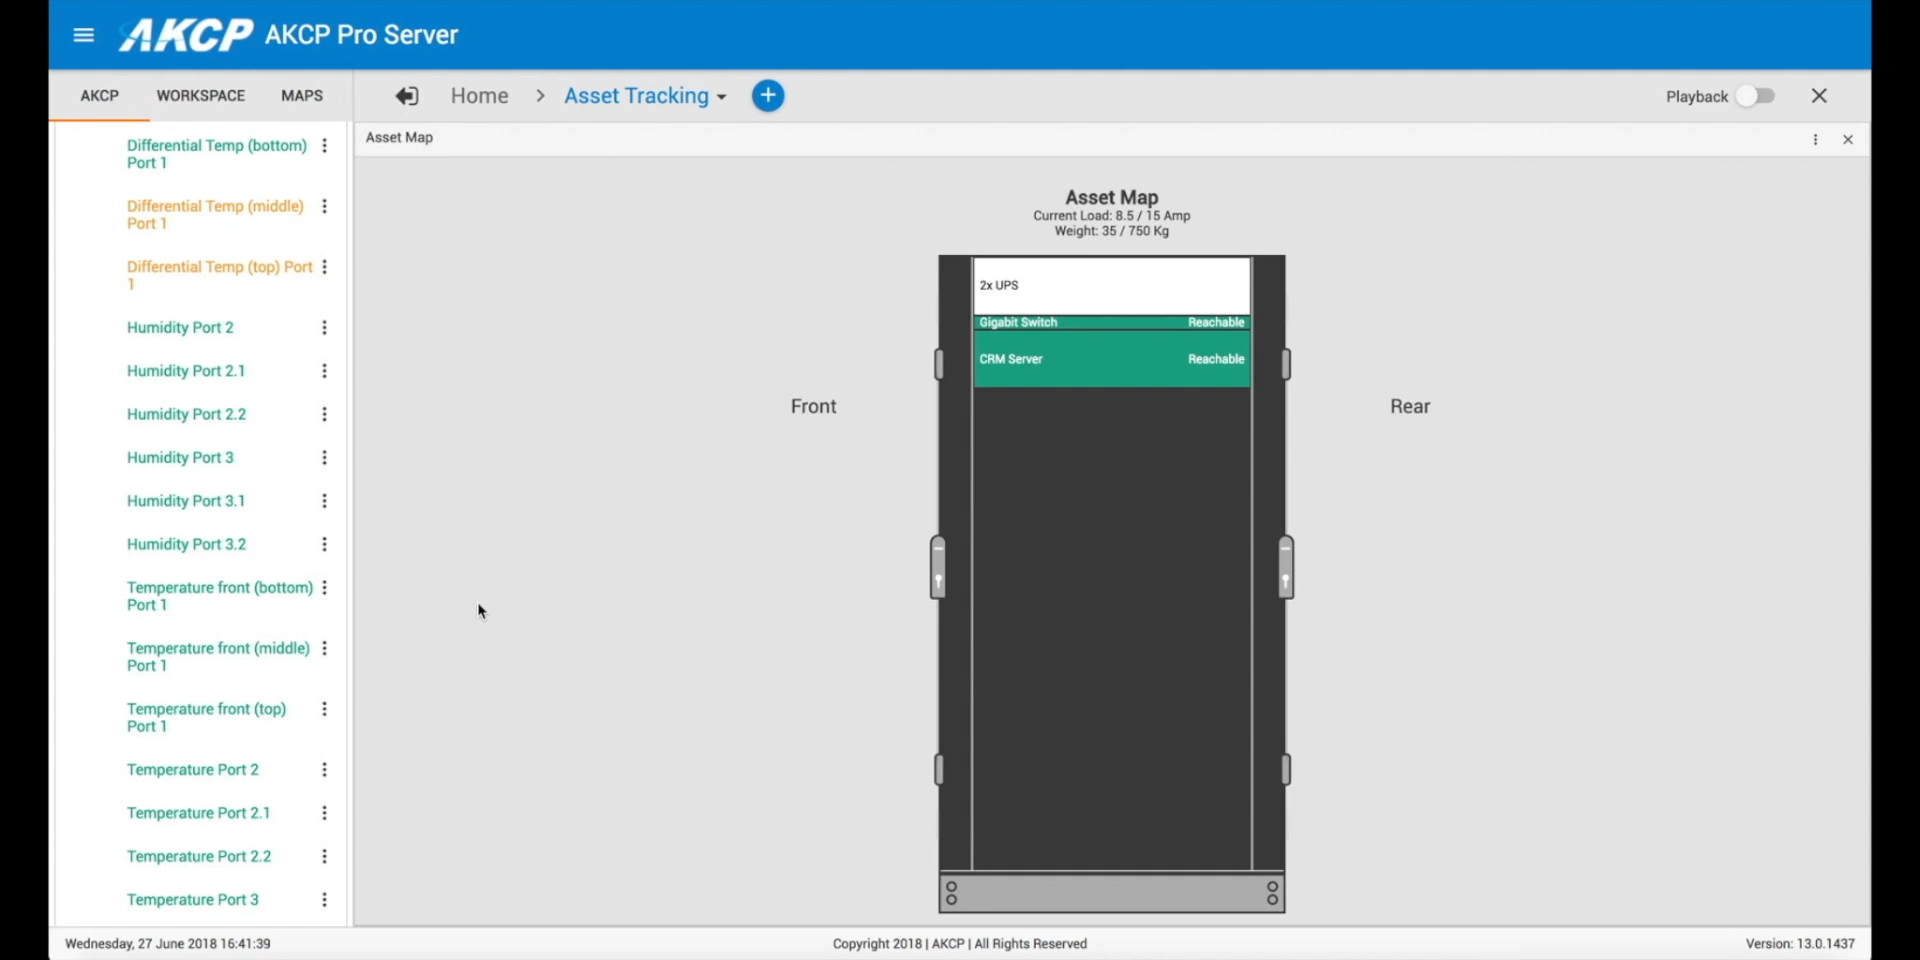 AKCP AKCP Pro Server
AKCP WORKSPACE MAPS
Home > Asset Tracking
Playback
Differential Temp (bottom)
Port 1
Differential Temp (middle)
Port 1
Differential Temp (top) Port
1
Humidity Port 2
Humidity Port 2.1
Humidity Port 2.2
Humidity Port 3
Humidity Port 3.1
Humidity Port 3.2
Temperature front (bottom)
Port 1
Temperature front (middle)
Port 1
Temperature front (top)
Port 1
Temperature Port 2
Temperature Port 2.1
Temperature Port 2.2
Temperature Port 3
Asset Map
Asset Map
Current Load: 8.5 / 15 Amp
Weight: 35 / 750 Kg
2x UPS
Gigabit Switch Reachable
CRM Server Reachable
Front
Rear
Wednesday, 27 June 2018 16:41:39
Copyright 2018 | AKCP | All Rights Reserved
Version: 13.0.1437